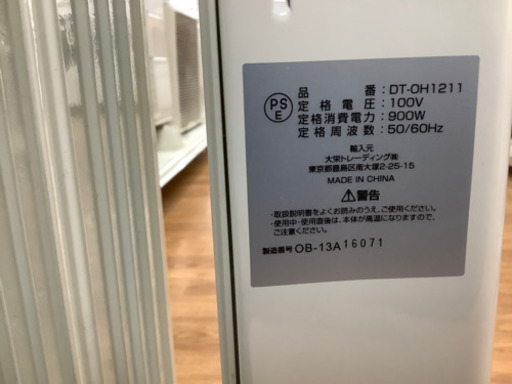 品番:DT-OH1211
PS
E
定格電圧:100V
定格消費電力:900W
定格周波数:50/60Hz
輸入元
大栄トレーディング㈱
東京都豊島区南大塚2-25-15
MADE IN CHINA
⚠警告
・取扱説明書をよくお読みのうえ、ご使用ください。
・使用中・使用直後は、本体が高温になりますので、
ご注意ください。
製造番号 OB-13A16071